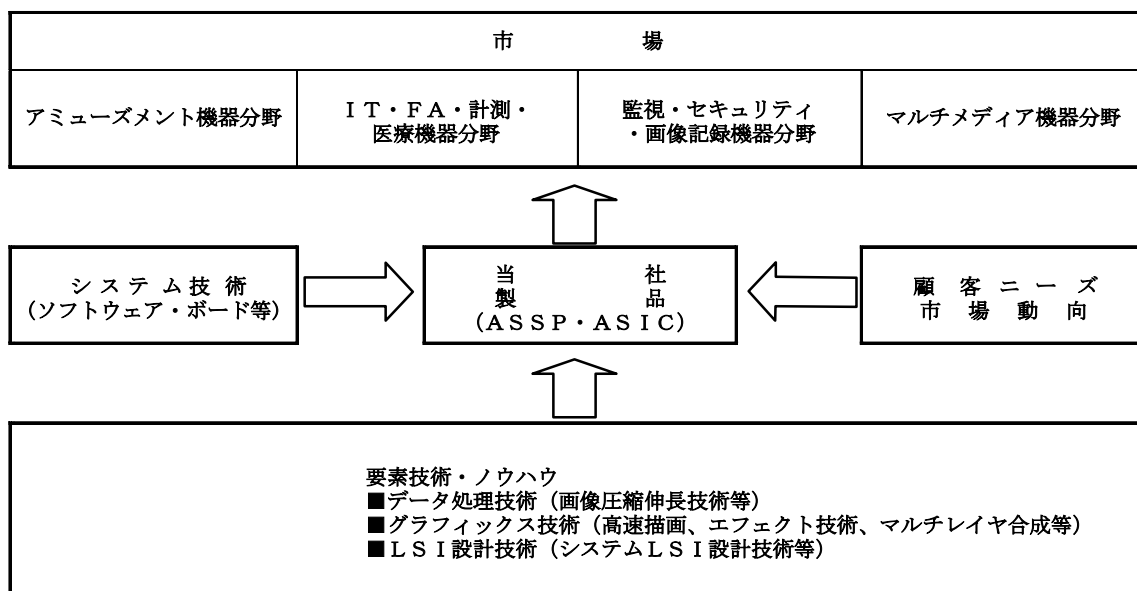 市場
アミューズメント機器分野
ＩＴ・ＦＡ・計測・
医療機器分野
監視・セキュリティ
・画像記録機器分野
マルチメディア機器分野
システム技術
（ソフトウェア・ボード等）
当社
製品
（ＡＳＳＰ・ＡＳＩＣ）
顧客ニーズ
市場動向
要素技術・ノウハウ
■データ処理技術（画像圧縮伸長技術等）
■グラフィックス技術（高速描画、エフェクト技術、マルチレイヤ合成等）
■ＬＳＩ設計技術（システムＬＳＩ設計技術等）